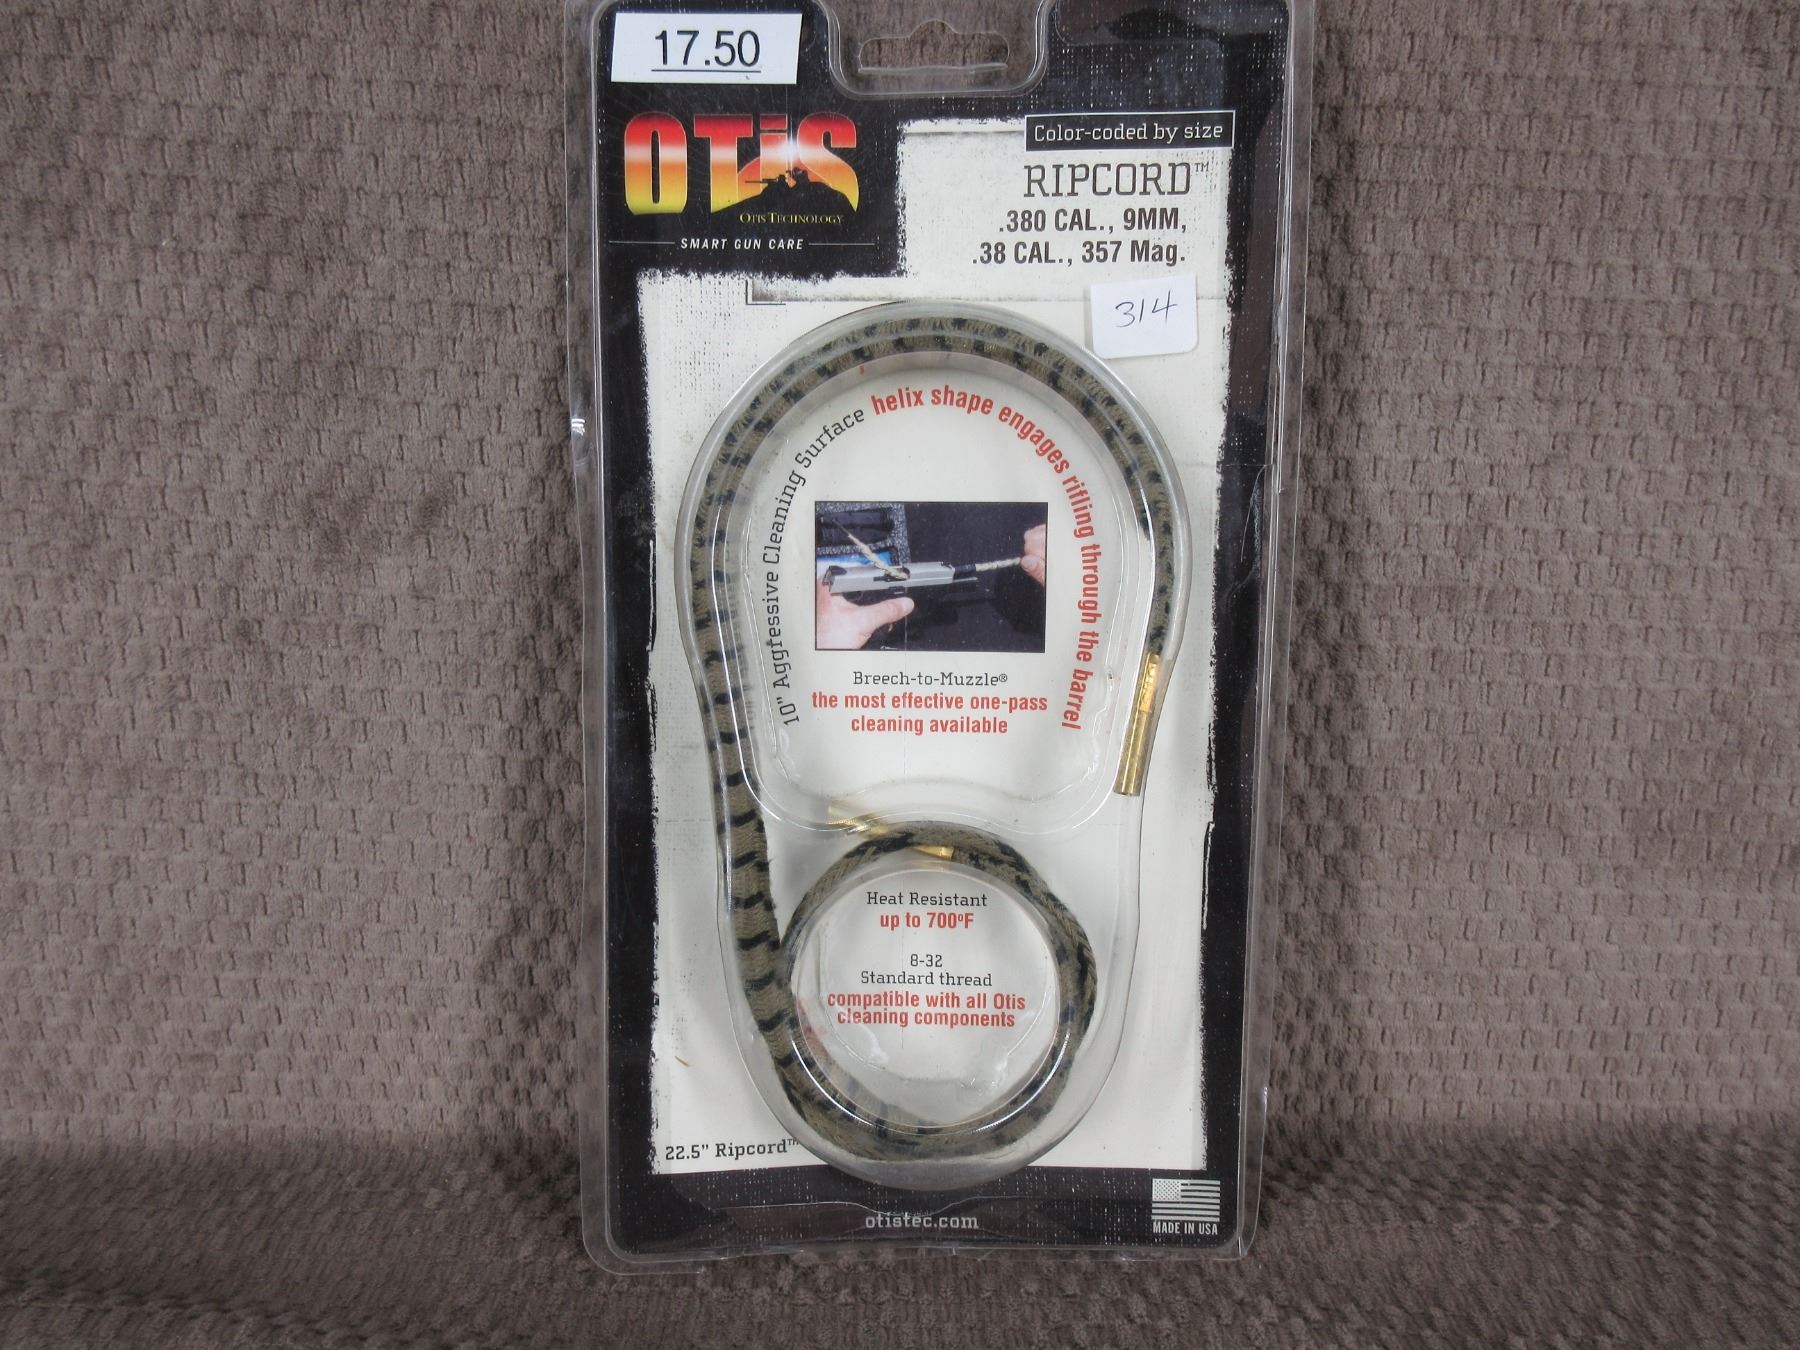 17.50
OTiS
OTIS TECHNOLOGY
SMART GUN CARE
Color-coded by size
RIPCORD™
.380 CAL., 9MM,
.38 CAL., 357 Mag.
314
10" Aggressive Cleaning Surface helix shape engages rifling through the barrel
Breech-to-Muzzle®
the most effective one-pass
cleaning available
Heat Resistant
up to 700°F
8-32
Standard thread
compatible with all Otis
cleaning components
22.5" Ripcord™
otistec.com
MADE IN USA